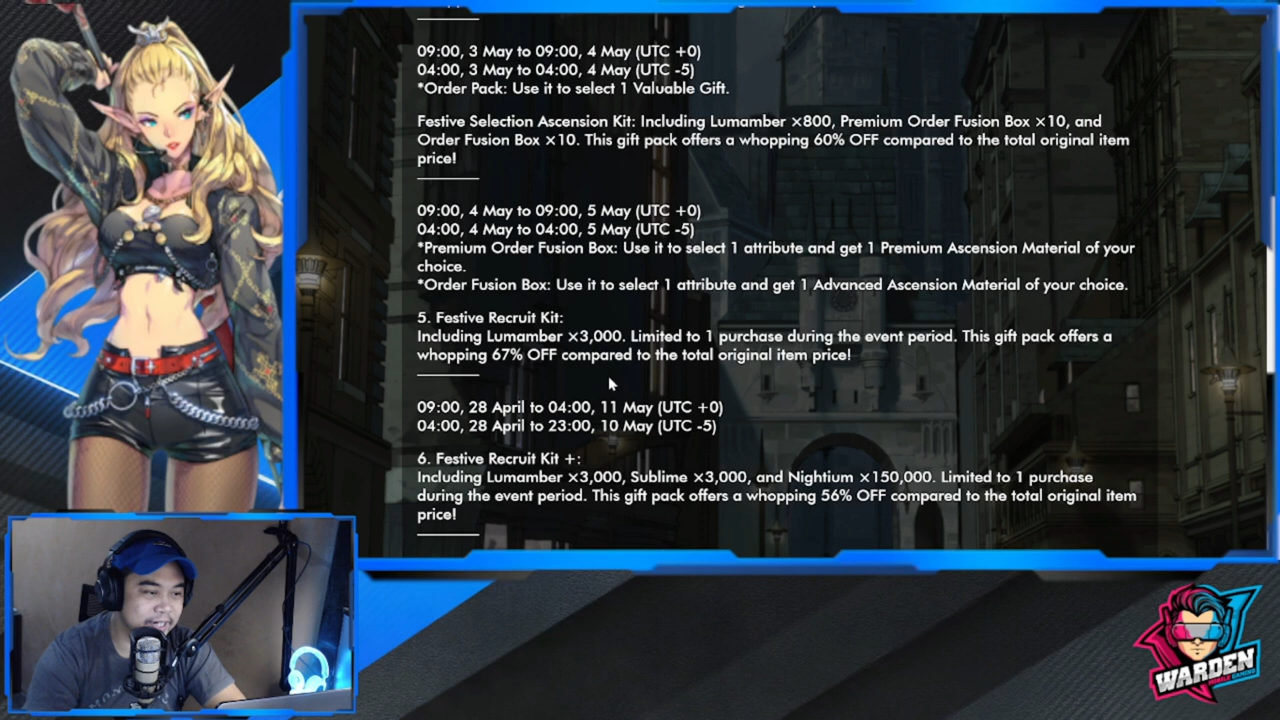 09:00, 3 May to 09:00, 4 May (UTC +0)
04:00, 3 May to 04:00, 4 May (UTC -5)
*Order Pack: Use it to select 1 Valuable Gift.
Festive Selection Ascension Kit: Including Lumamber ×800, Premium Order Fusion Box ×10, and
Order Fusion Box ×10. This gift pack offers a whopping 60% OFF compared to the total original item
price!
09:00, 4 May to 09:00, 5 May (UTC +0)
04:00, 4 May to 04:00, 5 May (UTC -5)
*Premium Order Fusion Box: Use it to select 1 attribute and get 1 Premium Ascension Material of your
choice.
*Order Fusion Box: Use it to select 1 attribute and get 1 Advanced Ascension Material of your choice.
5. Festive Recruit Kit:
Including Lumamber ×3,000. Limited to 1 purchase during the event period. This gift pack offers a
whopping 67% OFF compared to the total original item price!
09:00, 28 April to 04:00, 11 May (UTC +0)
04:00, 28 April to 23:00, 10 May (UTC -5)
6. Festive Recruit Kit +:
Including Lumamber ×3,000, Sublime ×3,000, and Nightium ×150,000. Limited to 1 purchase
during the event period. This gift pack offers a whopping 56% OFF compared to the total original item
price!
WARDEN
MOBILE GAMING